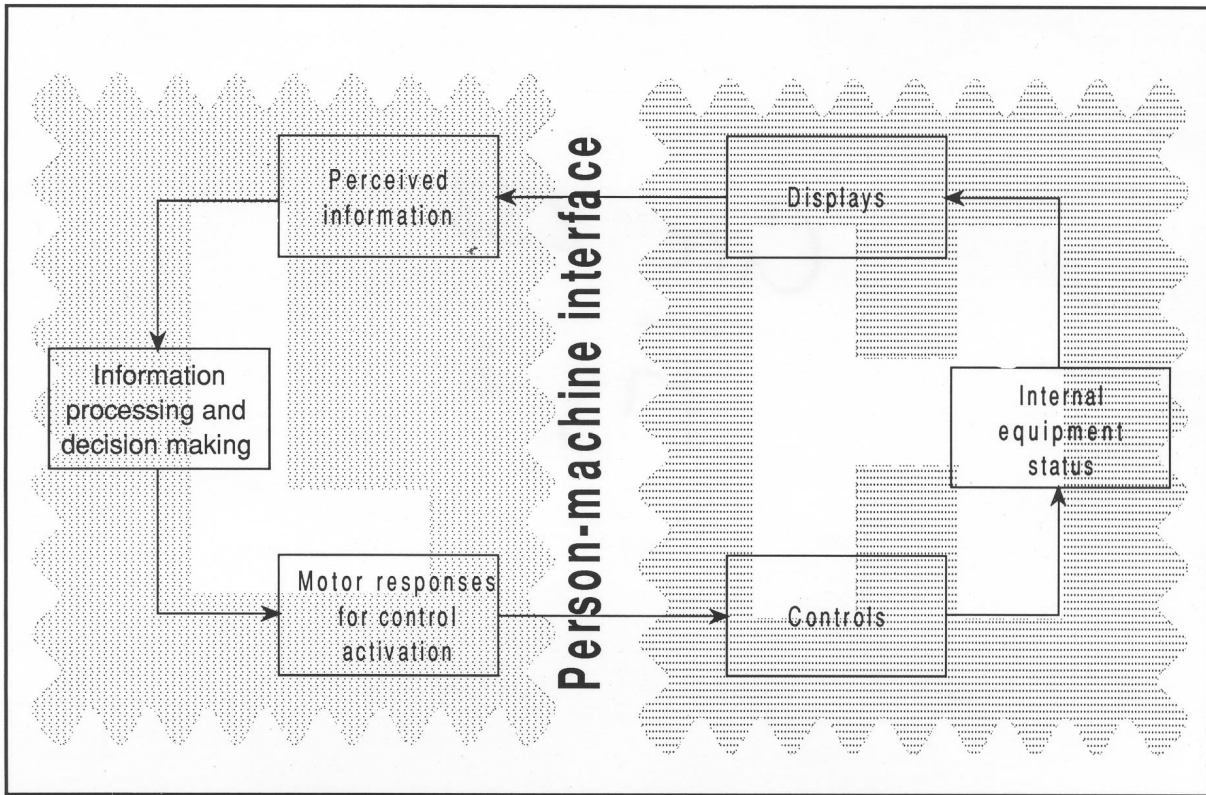 Perceived
information
Displays
Person-machine interface
Information
processing and
decision making
Internal
equipment
status
Motor responses
for control
activation
Controls